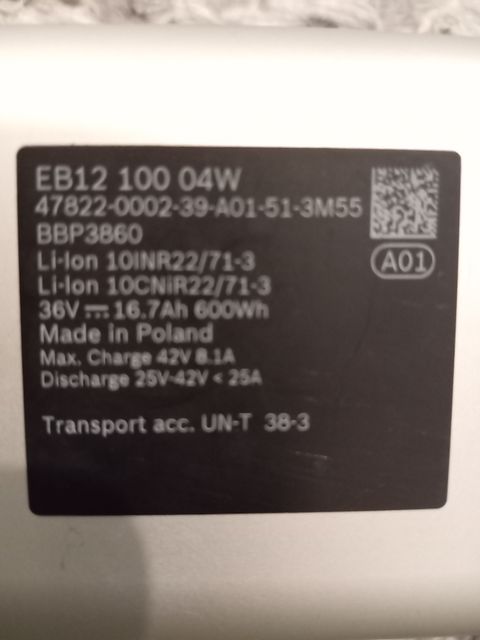 EB12 100 04W
47822-0002-39-A01-51-3M55
BBP3860
A01
Li-Ion 10INR22/71-3
Li-Ion 10CNiR22/71-3
36V ⎓ 16.7Ah 600Wh
Made in Poland
Max. Charge 42V 8.1A
Discharge 25V-42V < 25A
Transport acc. UN-T 38-3